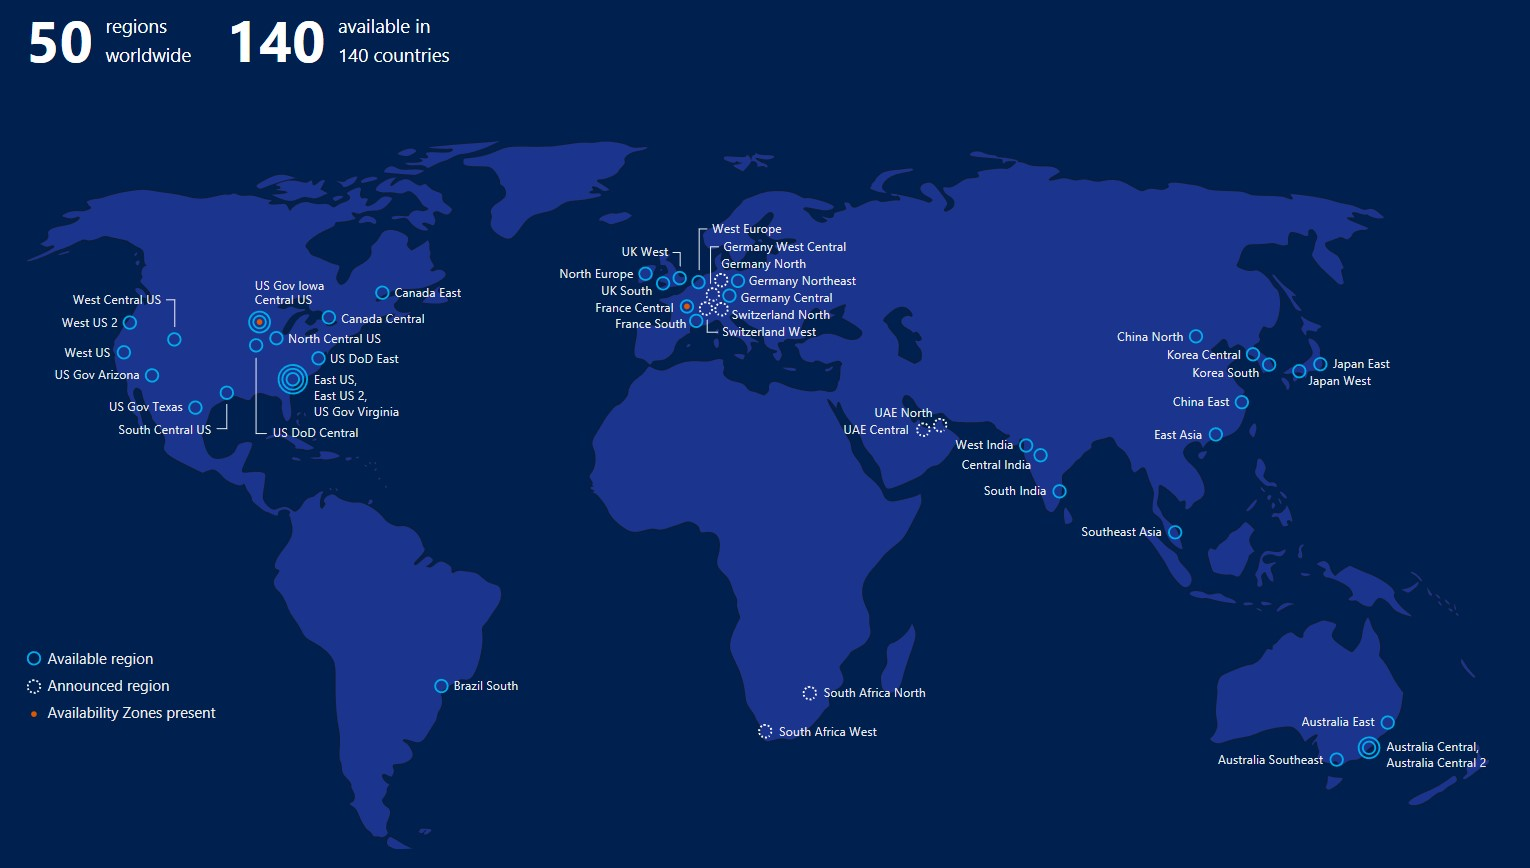 50 regions worldwide
140 available in 140 countries
West Europe
UK West
Germany West Central
Germany North
North Europe
Germany Northeast
UK South
Germany Central
France Central
Switzerland North
France South
Switzerland West
US Gov Iowa
Central US
Canada East
West Central US
Canada Central
West US 2
North Central US
West US
US DoD East
US Gov Arizona
East US,
East US 2,
US Gov Virginia
US Gov Texas
South Central US
US DoD Central
China North
Korea Central
Korea South
Japan East
Japan West
China East
East Asia
UAE North
UAE Central
West India
Central India
South India
Southeast Asia
Available region
Announced region
Availability Zones present
Brazil South
South Africa North
South Africa West
Australia East
Australia Central,
Australia Central 2
Australia Southeast